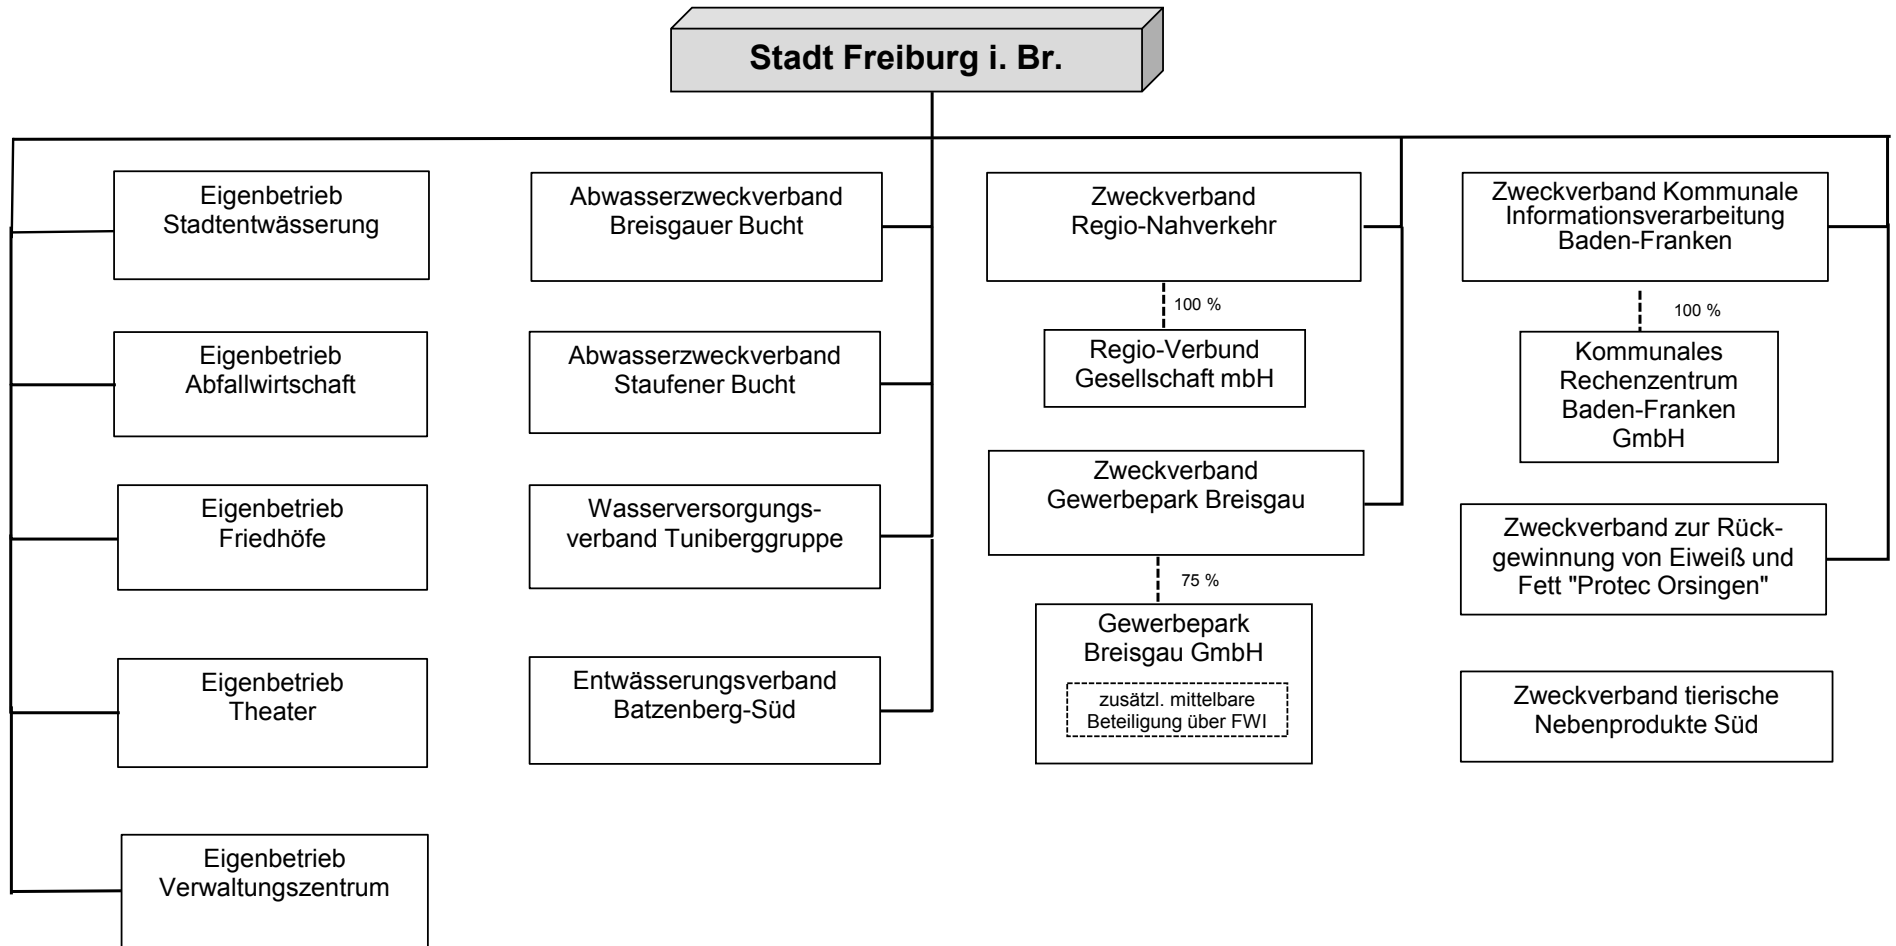 Stadt Freiburg i. Br.
Eigenbetrieb
Stadtentwässerung
Eigenbetrieb
Abfallwirtschaft
Eigenbetrieb
Friedhöfe
Eigenbetrieb
Theater
Eigenbetrieb
Verwaltungszentrum
Abwasserzweckverband
Breisgauer Bucht
Abwasserzweckverband
Staufener Bucht
Wasserversorgungs-
verband Tuniberggruppe
Entwässerungsverband
Batzenberg-Süd
Zweckverband
Regio-Nahverkehr
100 %
Regio-Verbund
Gesellschaft mbH
Zweckverband
Gewerbepark Breisgau
75 %
Gewerbepark
Breisgau GmbH
zusätzl. mittelbare
Beteiligung über FWI
Zweckverband Kommunale
Informationsverarbeitung
Baden-Franken
100 %
Kommunales
Rechenzentrum
Baden-Franken
GmbH
Zweckverband zur Rück-
gewinnung von Eiweiß und
Fett "Protec Orsingen"
Zweckverband tierische
Nebenprodukte Süd